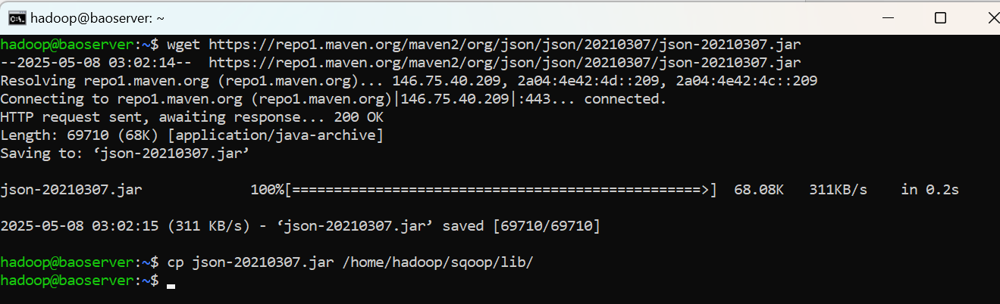 hadoop@baoserver: ~
hadoop@baoserver:~$ wget https://repo1.maven.org/maven2/org/json/json/20210307/json-20210307.jar
--2025-05-08 03:02:14--  https://repo1.maven.org/maven2/org/json/json/20210307/json-20210307.jar
Resolving repo1.maven.org (repo1.maven.org)... 146.75.40.209, 2a04:4e42:4d::209, 2a04:4e42:4c::209
Connecting to repo1.maven.org (repo1.maven.org)|146.75.40.209|:443... connected.
HTTP request sent, awaiting response... 200 OK
Length: 69710 (68K) [application/java-archive]
Saving to: ‘json-20210307.jar’
json-20210307.jar             100%[=================================================>]  68.08K   311KB/s    in 0.2s
2025-05-08 03:02:15 (311 KB/s) - ‘json-20210307.jar’ saved [69710/69710]
hadoop@baoserver:~$ cp json-20210307.jar /home/hadoop/sqoop/lib/
hadoop@baoserver:~$